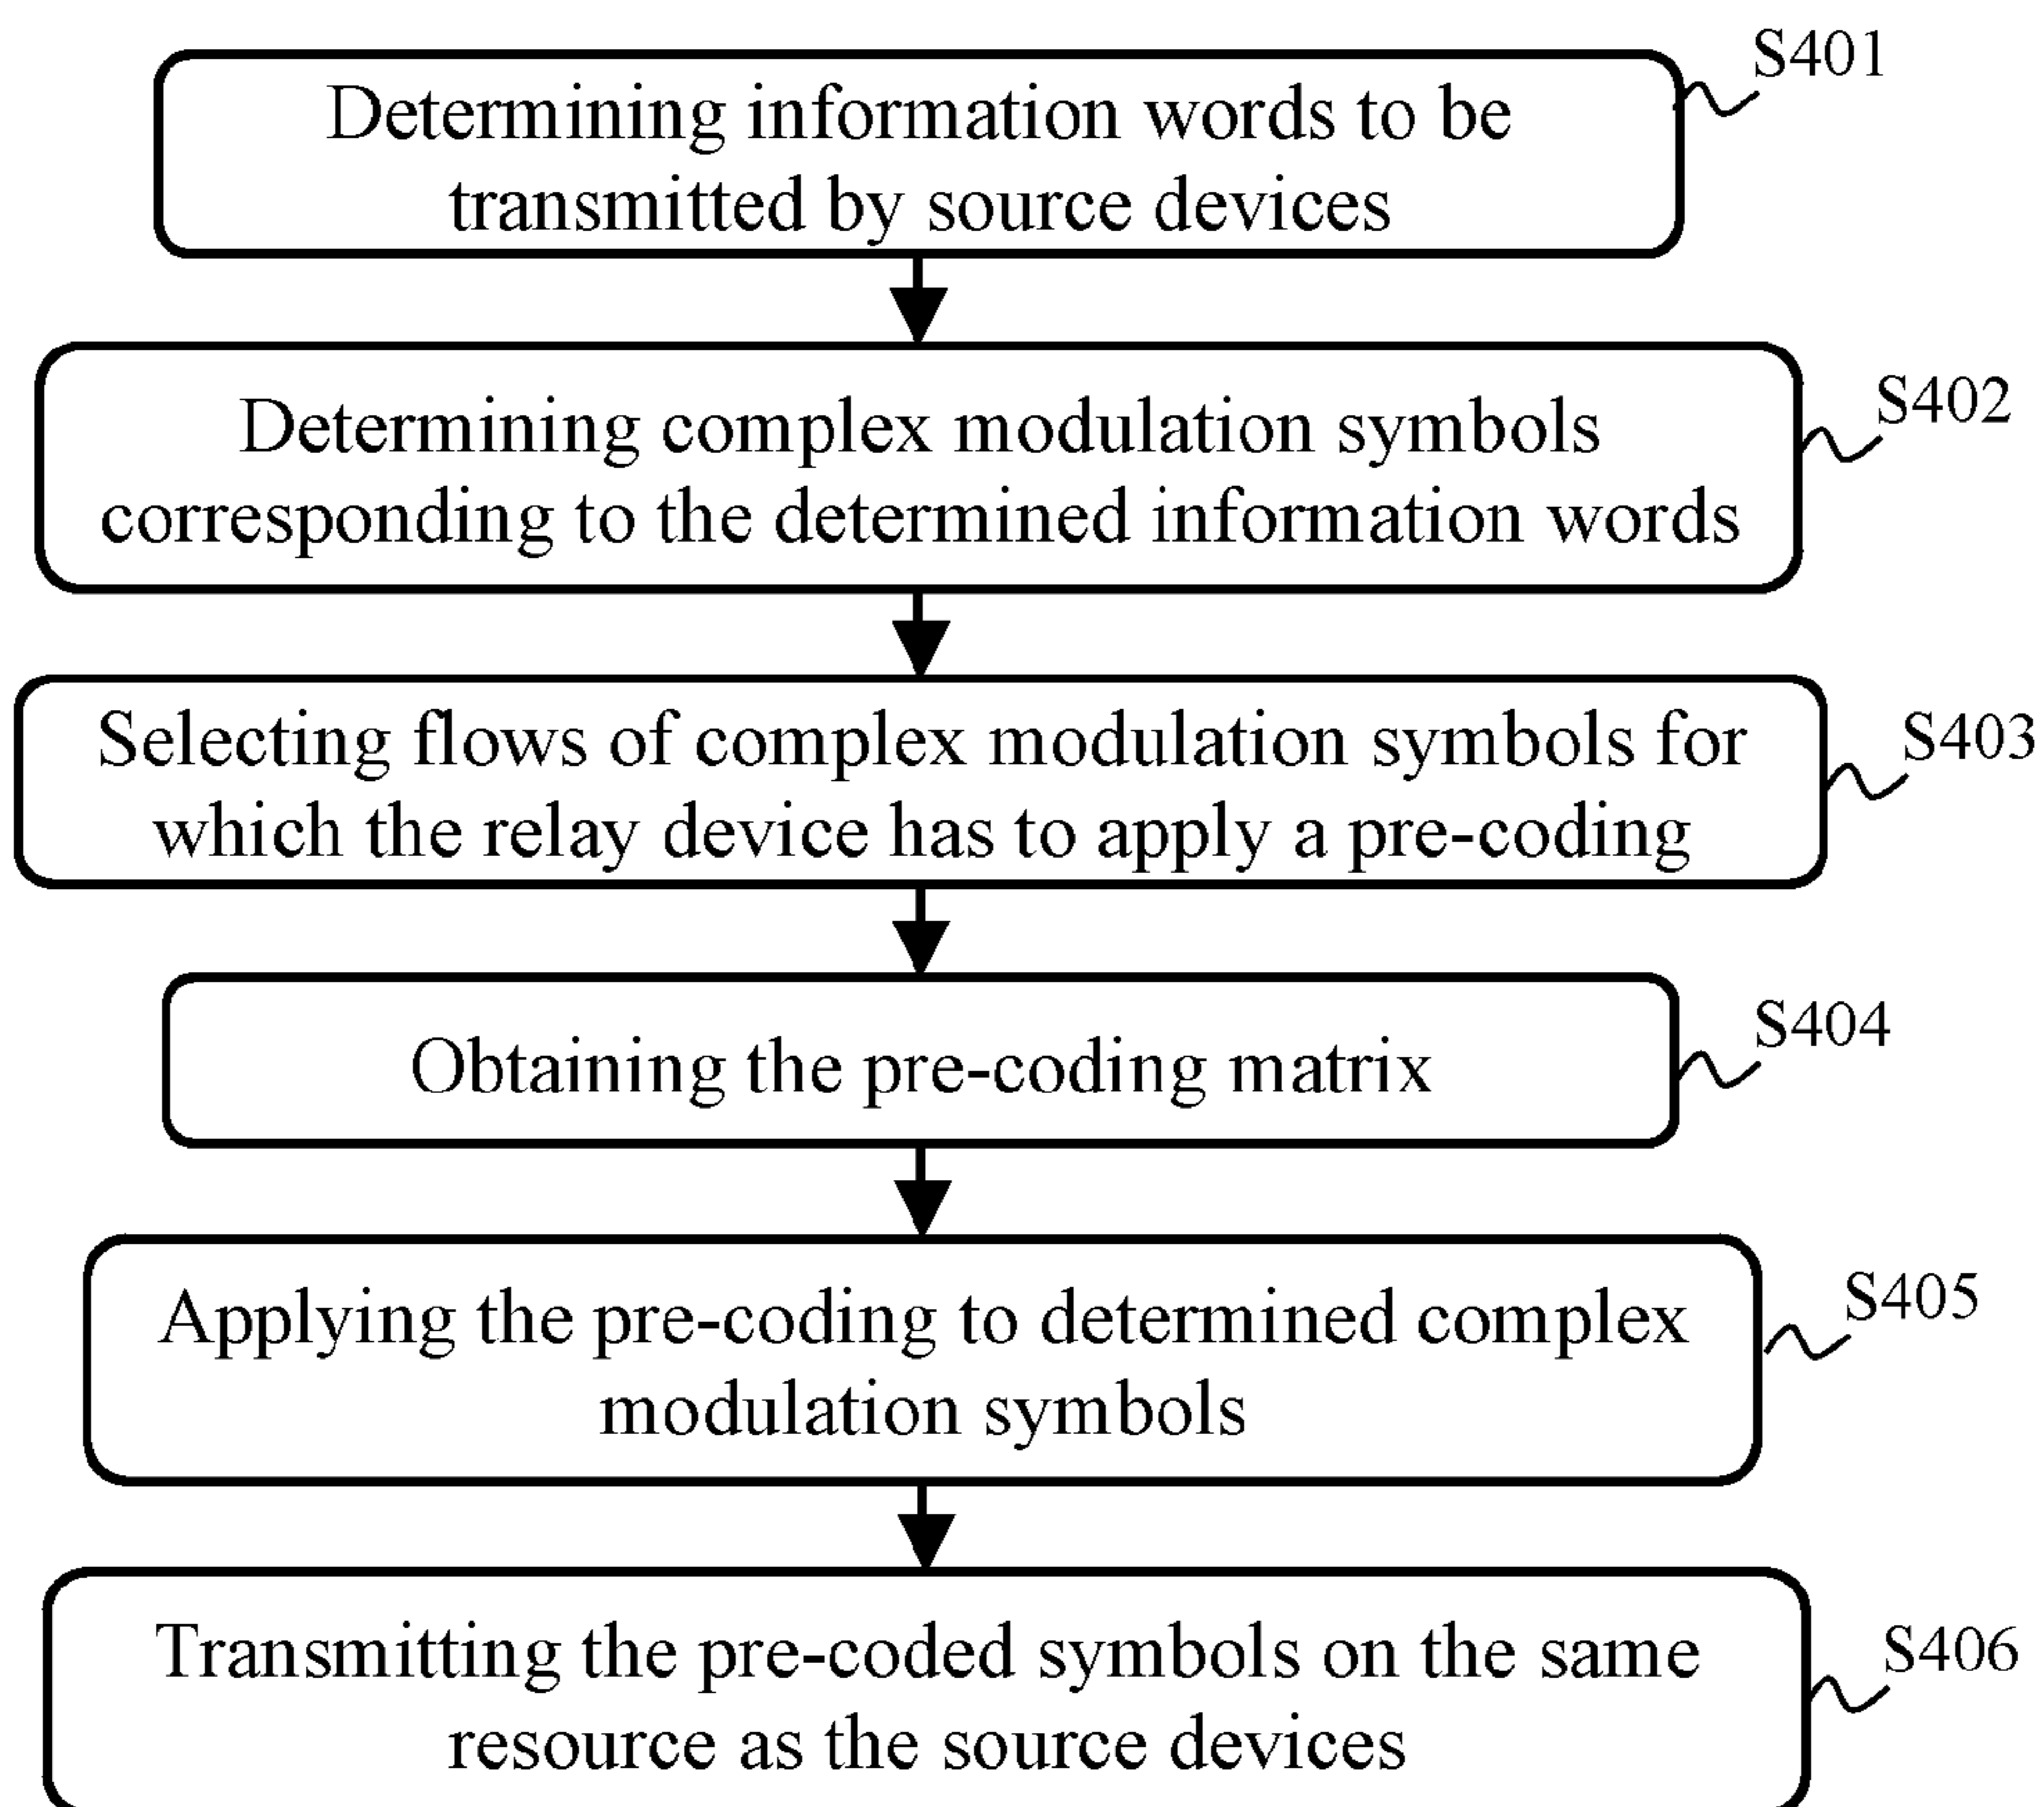 S401
Determining information words to be
transmitted by source devices
S402
Determining complex modulation symbols
corresponding to the determined information words
S403
Selecting flows of complex modulation symbols for
which the relay device has to apply a pre-coding
S404
Obtaining the pre-coding matrix
S405
Applying the pre-coding to determined complex
modulation symbols
S406
Transmitting the pre-coded symbols on the same
resource as the source devices